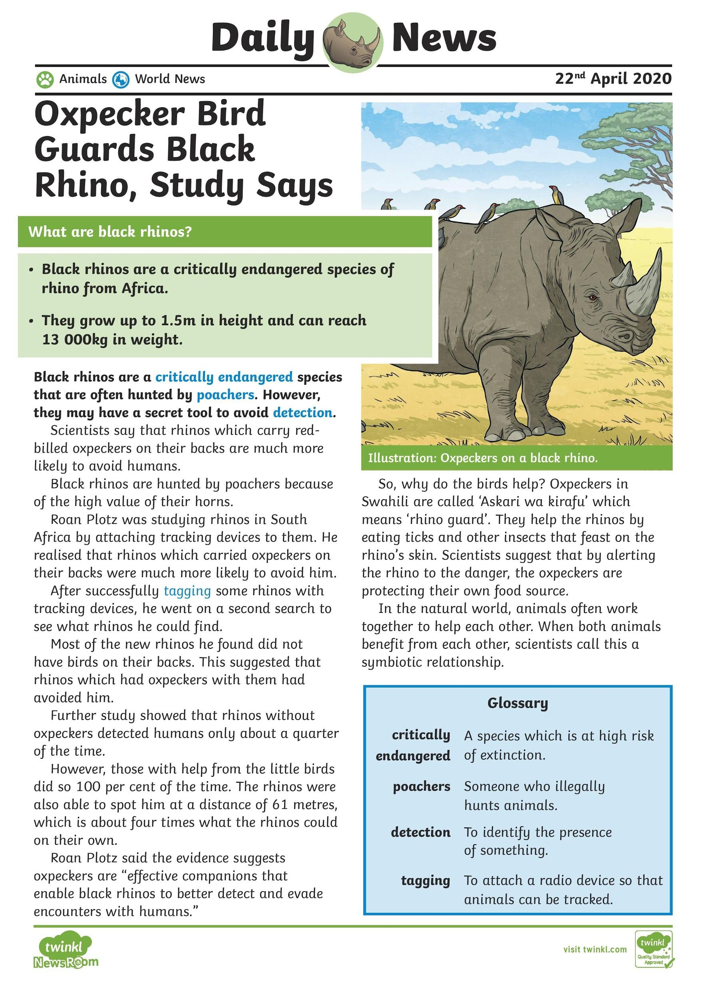 Daily News
Animals World News
22nd April 2020
Oxpecker Bird
Guards Black
Rhino, Study Says
What are black rhinos?
• Black rhinos are a critically endangered species of
rhino from Africa.
• They grow up to 1.5m in height and can reach
13 000kg in weight.
Black rhinos are a critically endangered species
that are often hunted by poachers. However,
they may have a secret tool to avoid detection.
Scientists say that rhinos which carry red-
billed oxpeckers on their backs are much more
likely to avoid humans.
Black rhinos are hunted by poachers because
of the high value of their horns.
Roan Plotz was studying rhinos in South
Africa by attaching tracking devices to them. He
realised that rhinos which carried oxpeckers on
their backs were much more likely to avoid him.
After successfully tagging some rhinos with
tracking devices, he went on a second search to
see what rhinos he could find.
Most of the new rhinos he found did not
have birds on their backs. This suggested that
rhinos which had oxpeckers with them had
avoided him.
Further study showed that rhinos without
oxpeckers detected humans only about a quarter
of the time.
However, those with help from the little birds
did so 100 per cent of the time. The rhinos were
also able to spot him at a distance of 61 metres,
which is about four times what the rhinos could
on their own.
Roan Plotz said the evidence suggests
oxpeckers are “effective companions that
enable black rhinos to better detect and evade
encounters with humans.”
Illustration: Oxpeckers on a black rhino.
So, why do the birds help? Oxpeckers in
Swahili are called ‘Askari wa kirafu’ which
means ‘rhino guard’. They help the rhinos by
eating ticks and other insects that feast on the
rhino’s skin. Scientists suggest that by alerting
the rhino to the danger, the oxpeckers are
protecting their own food source.
In the natural world, animals often work
together to help each other. When both animals
benefit from each other, scientists call this a
symbiotic relationship.
Glossary
critically A species which is at high risk
endangered of extinction.
poachers Someone who illegally
hunts animals.
detection To identify the presence
of something.
tagging To attach a radio device so that
animals can be tracked.
twinkl
NewsRoom
visit twinkl.com
twinkl
Quality Standard
Approved